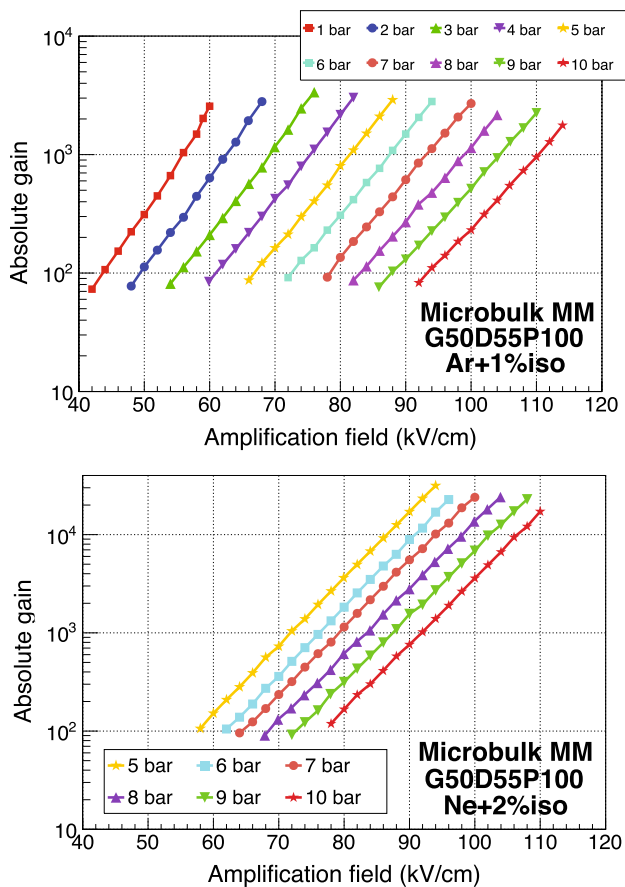 1 bar 2 bar 3 bar 4 bar 5 bar
6 bar 7 bar 8 bar 9 bar 10 bar
10⁴
10³
10²
10
Absolute gain
Microbulk MM
G50D55P100
Ar+1%iso
40 50 60 70 80 90 100 110 120
Amplification field (kV/cm)
10⁴
10³
10²
10
Absolute gain
5 bar 6 bar 7 bar
8 bar 9 bar 10 bar
Microbulk MM
G50D55P100
Ne+2%iso
40 50 60 70 80 90 100 110 120
Amplification field (kV/cm)